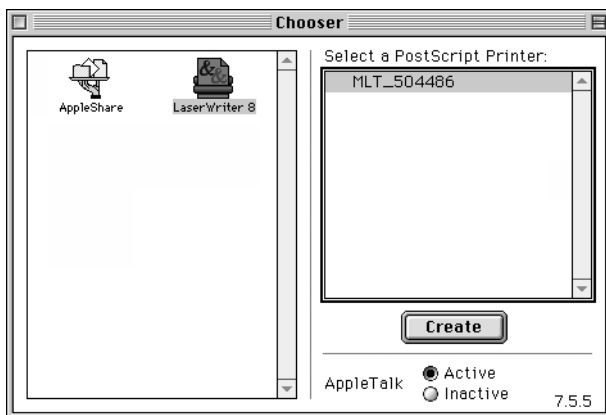 Chooser
AppleShare
LaserWriter 8
Select a PostScript Printer:
MLT_504486
Create
AppleTalk
Active
Inactive
7.5.5